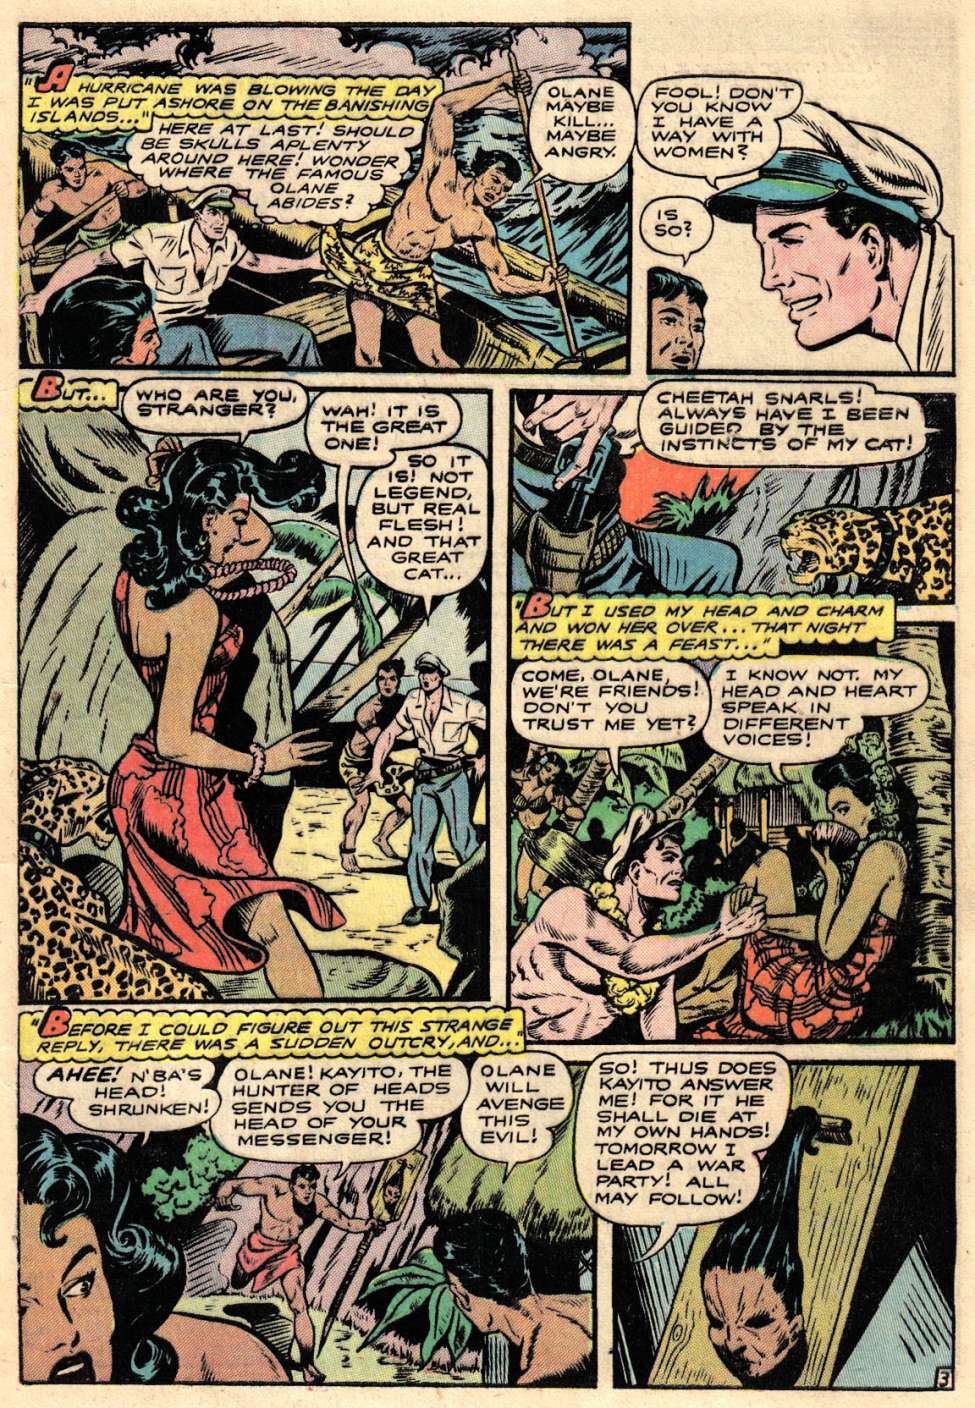 "A HURRICANE WAS BLOWING THE DAY
I WAS PUT ASHORE ON THE BANISHING
ISLANDS..."
HERE AT LAST! SHOULD
BE SKULLS APLENTY
AROUND HERE! WONDER
WHERE THE FAMOUS
OLANE
ABIDES?
OLANE
MAYBE
KILL...
MAYBE
ANGRY.
FOOL! DON'T
YOU KNOW
I HAVE A
WAY WITH
WOMEN?
IS
SO?
BUT...
WHO ARE YOU,
STRANGER?
WAH! IT IS
THE GREAT
ONE!
SO IT
IS! NOT
LEGEND,
BUT REAL
FLESH!
AND THAT
GREAT
CAT...
CHEETAH SNARLS!
ALWAYS HAVE I BEEN
GUIDED BY THE
INSTINCTS OF MY CAT!
"BUT I USED MY HEAD AND CHARM
AND WON HER OVER... THAT NIGHT
THERE WAS A FEAST..."
COME, OLANE,
WE'RE FRIENDS!
DON'T YOU
TRUST ME YET?
I KNOW NOT. MY
HEAD AND HEART
SPEAK IN
DIFFERENT
VOICES!
"BEFORE I COULD FIGURE OUT THIS STRANGE
REPLY, THERE WAS A SUDDEN OUTCRY, AND..."
AHEE! N'BA'S
HEAD!
SHRUNKEN!
OLANE! KAYITO, THE
HUNTER OF HEADS
SENDS YOU THE
HEAD OF YOUR
MESSENGER!
OLANE
WILL
AVENGE
THIS
EVIL!
SO! THUS DOES
KAYITO ANSWER
ME! FOR IT HE
SHALL DIE AT
MY OWN HANDS!
TOMORROW I
LEAD A WAR
PARTY! ALL
MAY FOLLOW!
3